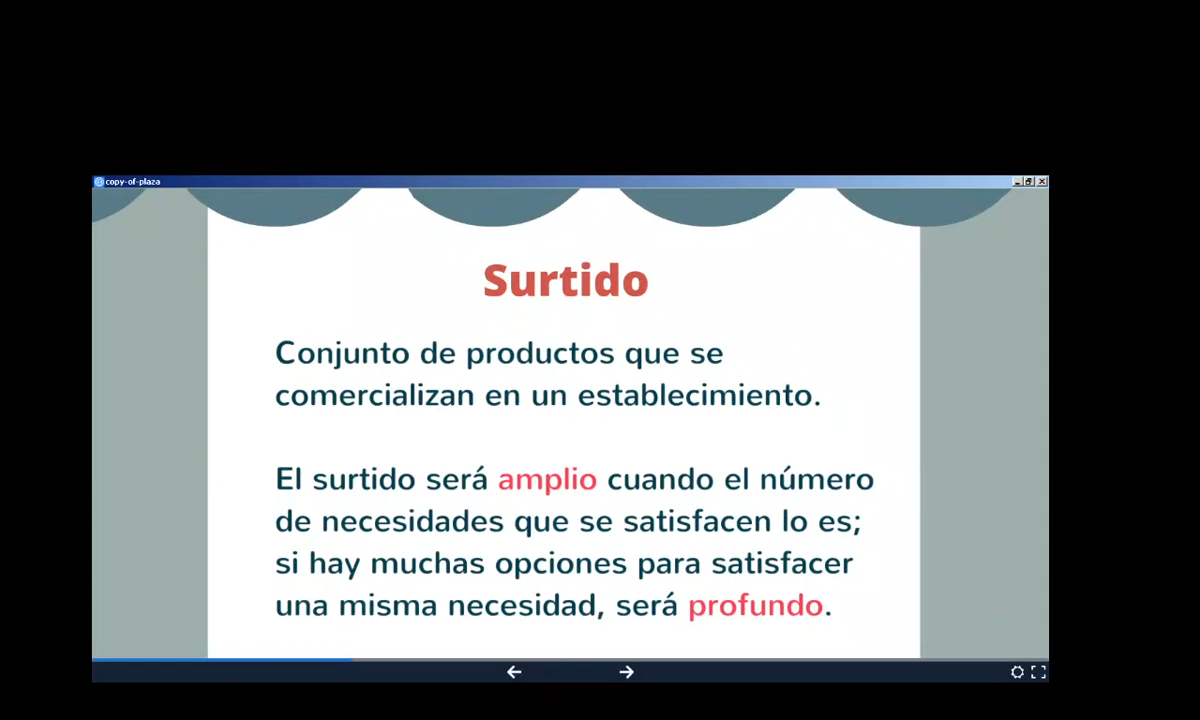 copy-of-plaza
Surtido
Conjunto de productos que se
comercializan en un establecimiento.
El surtido será amplio cuando el número
de necesidades que se satisfacen lo es;
si hay muchas opciones para satisfacer
una misma necesidad, será profundo.